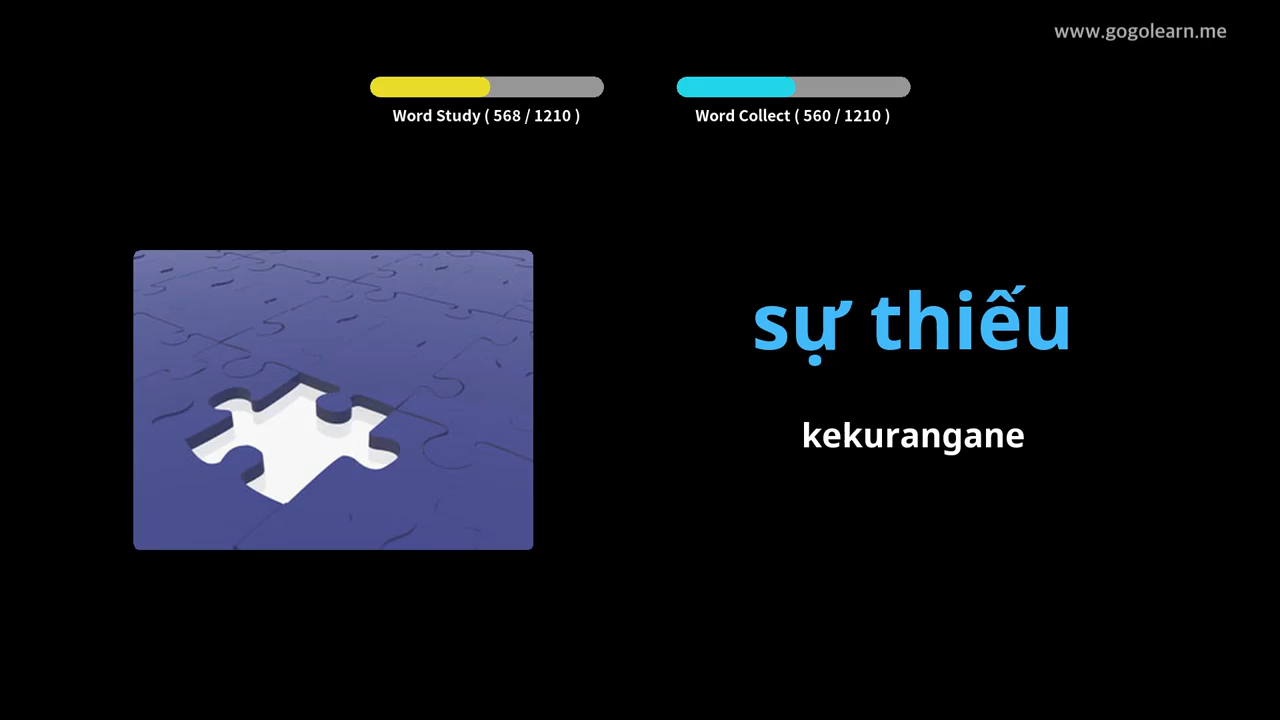 www.gogolearn.me
Word Study ( 568 / 1210 )
Word Collect ( 560 / 1210 )
sự thiếu
kekurangane